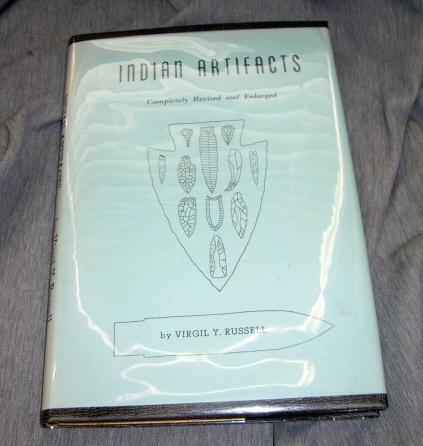 INDIAN ARTIFACTS
Completely Revised and Enlarged
by VIRGIL Y. RUSSELL